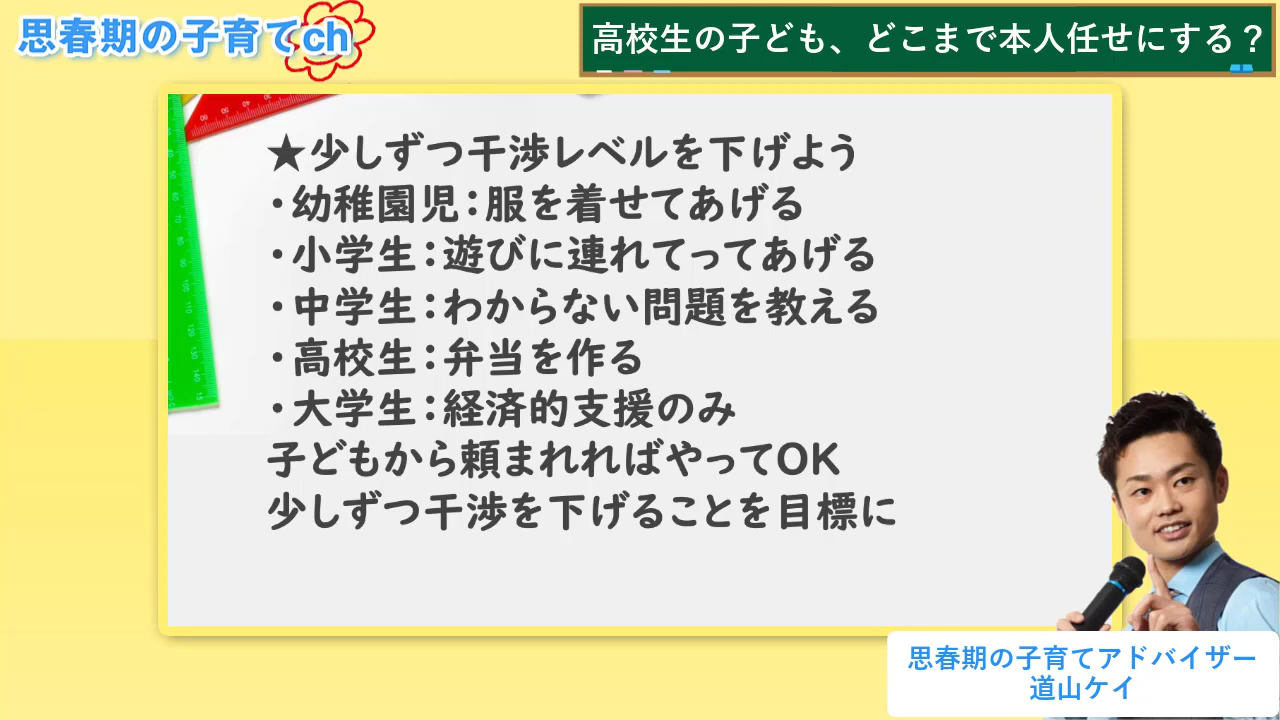 思春期の子育てch
高校生の子ども、どこまで本人任せにする？
★少しずつ干渉レベルを下げよう
・幼稚園児：服を着せてあげる
・小学生：遊びに連れてってあげる
・中学生：わからない問題を教える
・高校生：弁当を作る
・大学生：経済的支援のみ
子どもから頼まれればやってOK
少しずつ干渉を下げることを目標に
思春期の子育てアドバイザー
道山ケイ